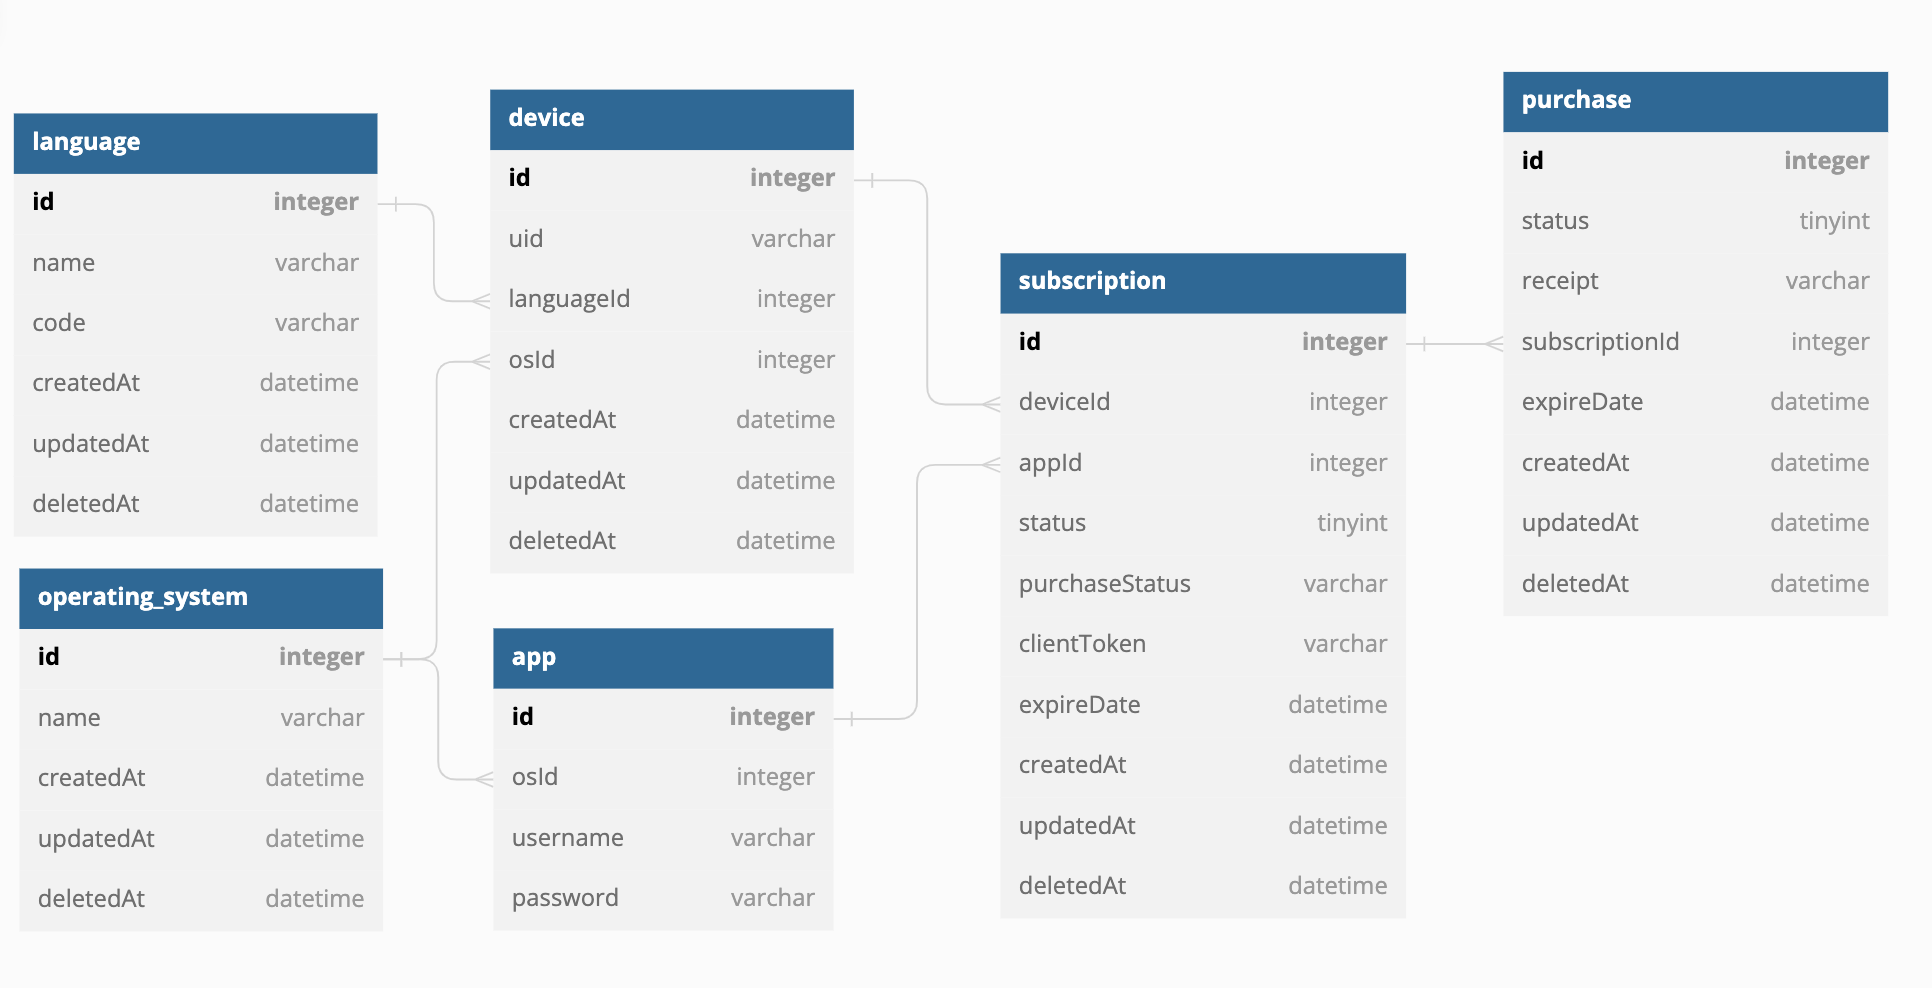 language
id integer
name varchar
code varchar
createdAt datetime
updatedAt datetime
deletedAt datetime
operating_system
id integer
name varchar
createdAt datetime
updatedAt datetime
deletedAt datetime
device
id integer
uid varchar
languageId integer
osId integer
createdAt datetime
updatedAt datetime
deletedAt datetime
app
id integer
osId integer
username varchar
password varchar
subscription
id integer
deviceId integer
appId integer
status tinyint
purchaseStatus varchar
clientToken varchar
expireDate datetime
createdAt datetime
updatedAt datetime
deletedAt datetime
purchase
id integer
status tinyint
receipt varchar
subscriptionId integer
expireDate datetime
createdAt datetime
updatedAt datetime
deletedAt datetime